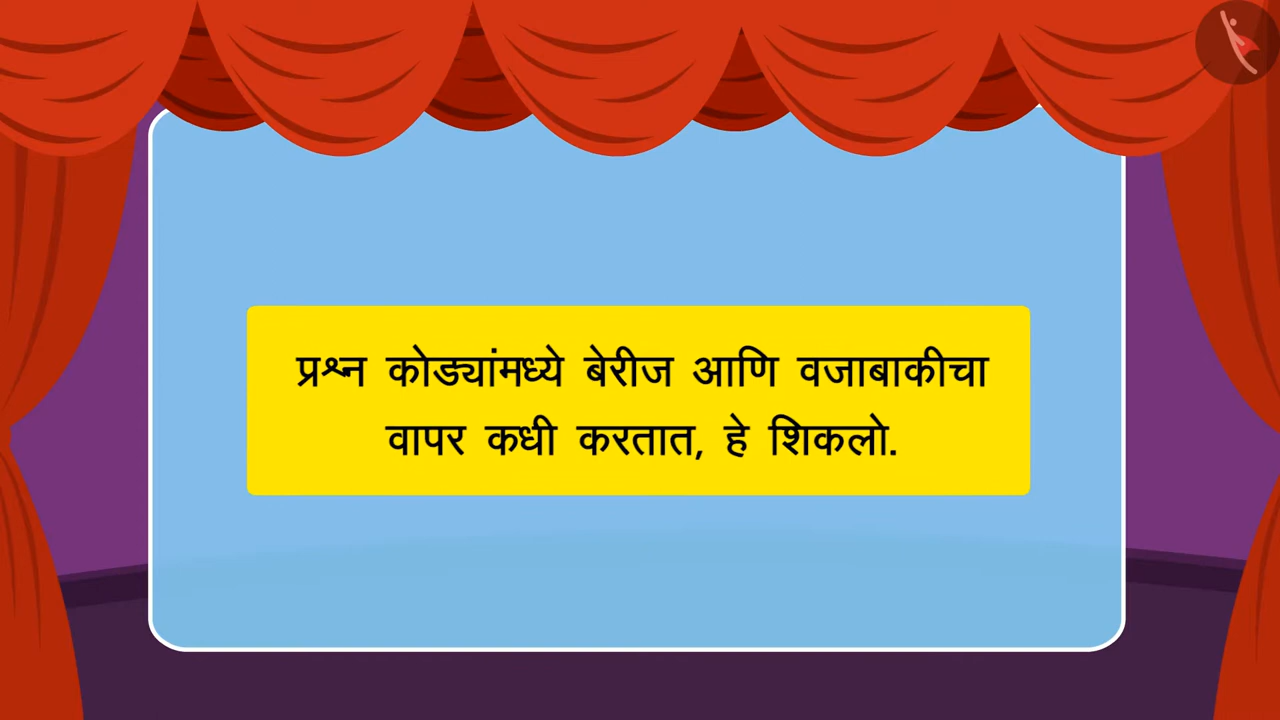 प्रश्न कोड्यांमध्ये बेरीज आणि वजाबाकीचा
वापर कधी करतात, हे शिकलो.